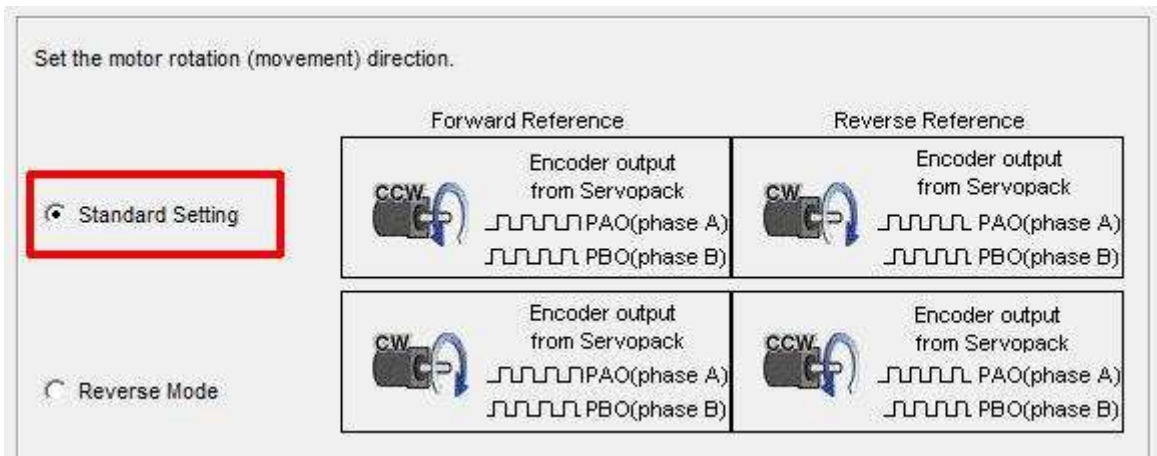 Set the motor rotation (movement) direction.
Forward Reference
Reverse Reference
Standard Setting
CCW
Encoder output
from Servopack
PAO(phase A)
PBO(phase B)
CW
Encoder output
from Servopack
PAO(phase A)
PBO(phase B)
Reverse Mode
CW
Encoder output
from Servopack
PAO(phase A)
PBO(phase B)
CCW
Encoder output
from Servopack
PAO(phase A)
PBO(phase B)